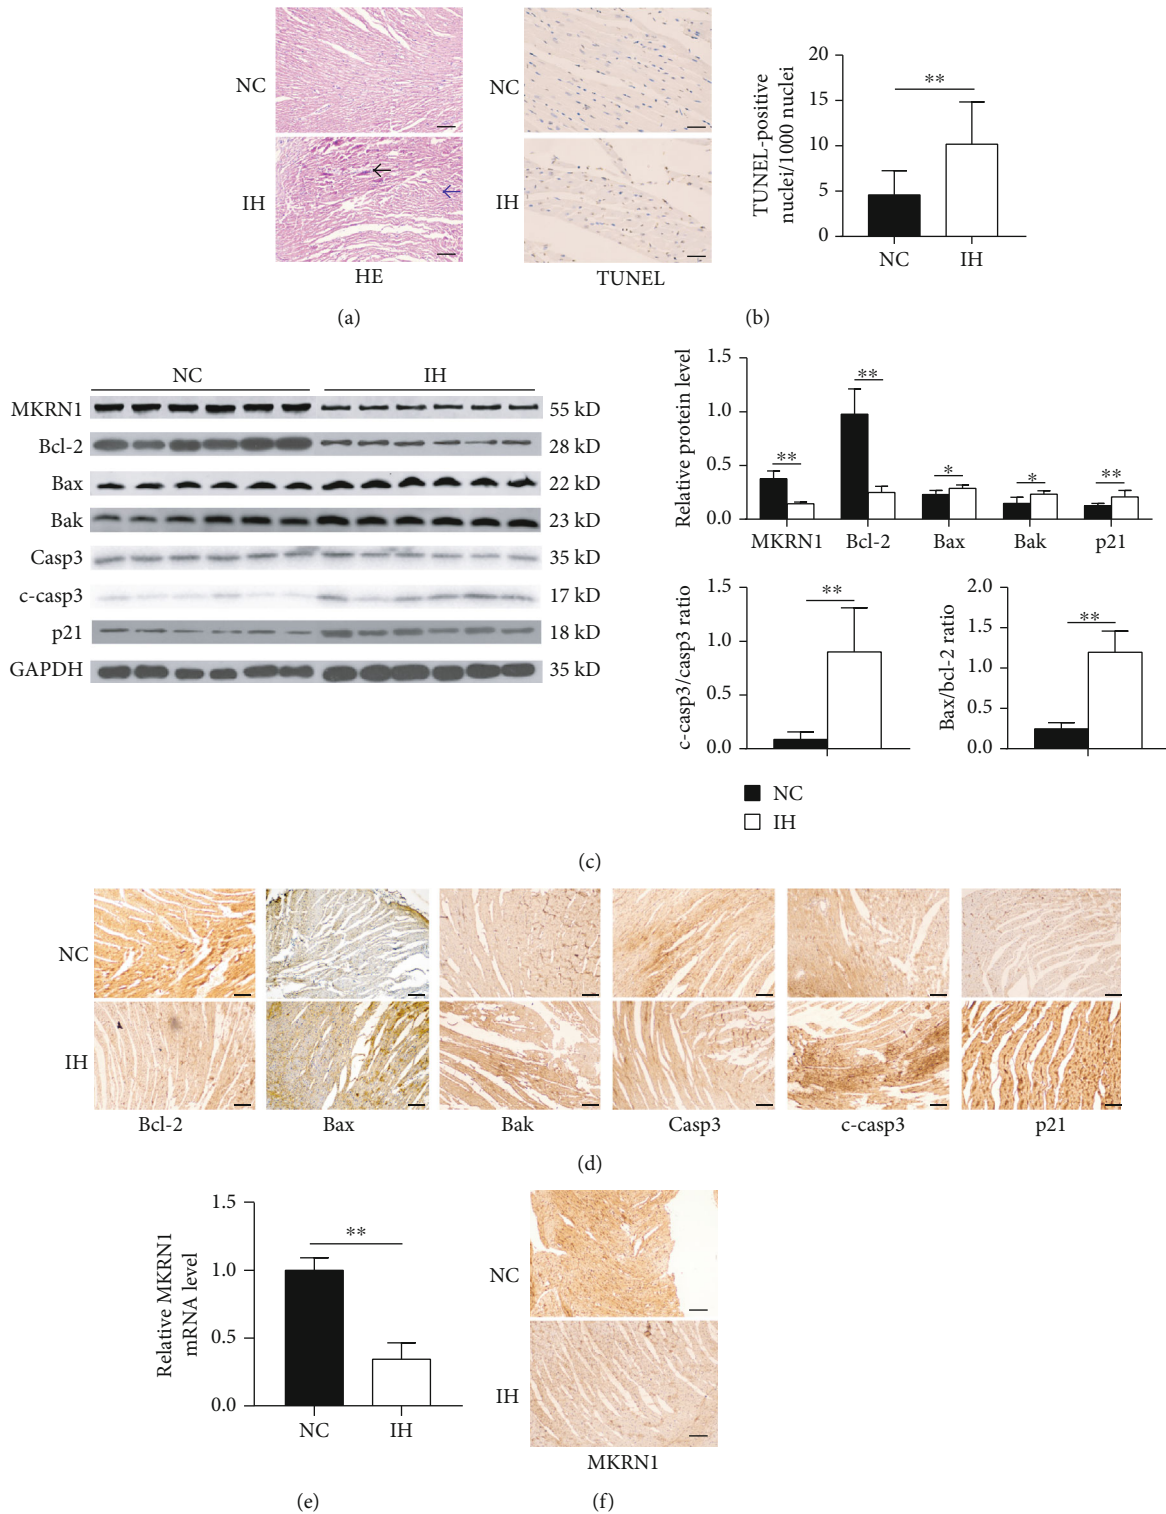 NC
IH
HE
(a)
NC
IH
TUNEL
TUNEL-positive
nuclei/1000 nuclei
20
15
10
5
0
**
NC
IH
(b)
NC
IH
MKRN1
55 kD
Bcl-2
28 kD
Bax
22 kD
Bak
23 kD
Casp3
35 kD
c-casp3
17 kD
p21
18 kD
GAPDH
35 kD
Relative protein level
1.5
1.0
0.5
0.0
**
**
*
*
**
MKRN1
Bcl-2
Bax
Bak
p21
c-casp3/casp3 ratio
1.5
1.0
0.5
0.0
**
Bax/bcl-2 ratio
2.0
1.5
1.0
0.5
0.0
**
NC
IH
(c)
NC
IH
Bcl-2
Bax
Bak
Casp3
c-casp3
p21
(d)
Relative MKRN1
mRNA level
1.5
1.0
0.5
0.0
**
NC
IH
(e)
NC
IH
MKRN1
(f)